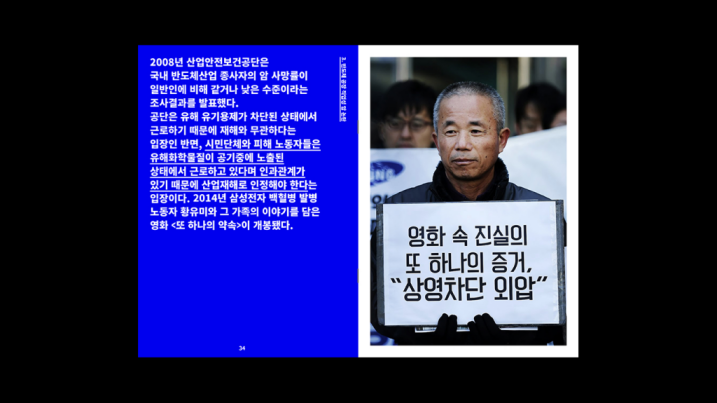 2008년 산업안전보건공단은
국내 반도체산업 종사자의 암 사망률이
일반인에 비해 같거나 낮은 수준이라는
조사결과를 발표했다.
공단은 유해 유기용제가 차단된 상태에서
근로하기 때문에 재해와 무관하다는
입장인 반면, 시민단체와 피해 노동자들은
유해화학물질이 공기중에 노출된
상태에서 근로하고 있다며 인과관계가
있기 때문에 산업재해로 인정해야 한다는
입장이다. 2014년 삼성전자 백혈병 발병
노동자 황유미와 그 가족의 이야기를 담은
영화 <또 하나의 약속>이 개봉됐다.
34
영화 속 진실의
또 하나의 증거,
“상영차단 외압”